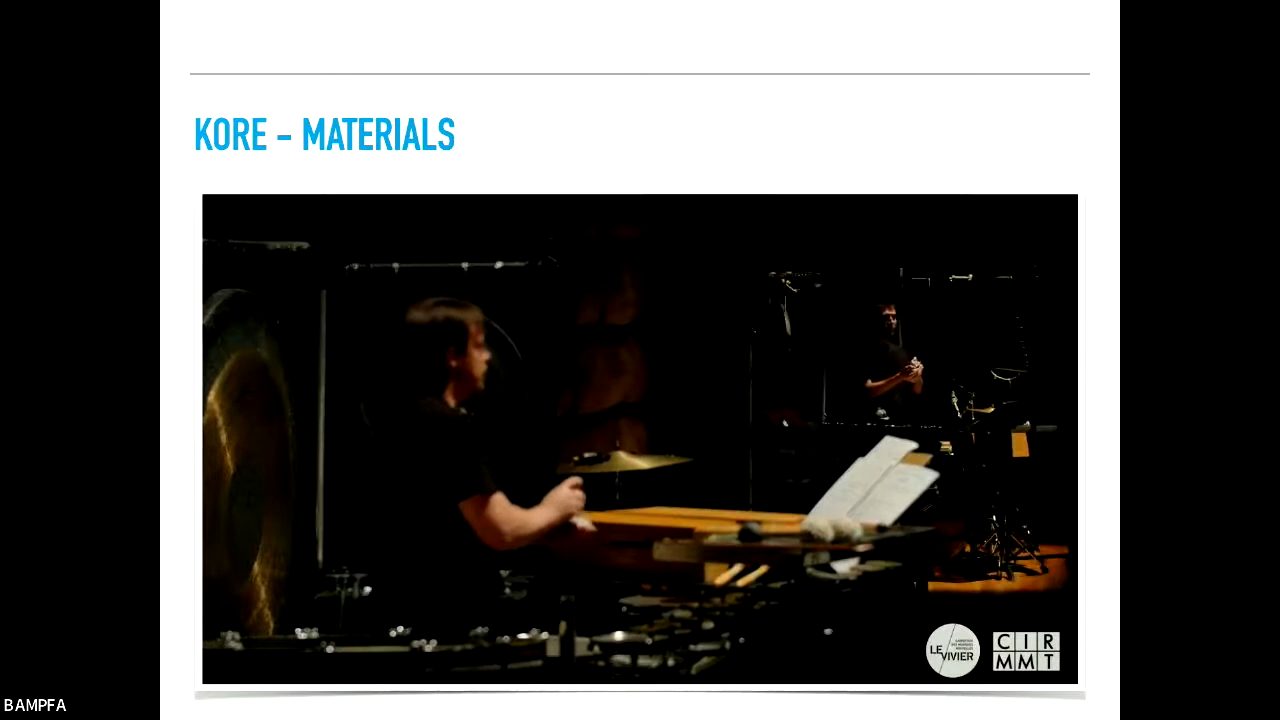 KORE - MATERIALS
LE
VIVIER
CIR
MMT
BAMPFA